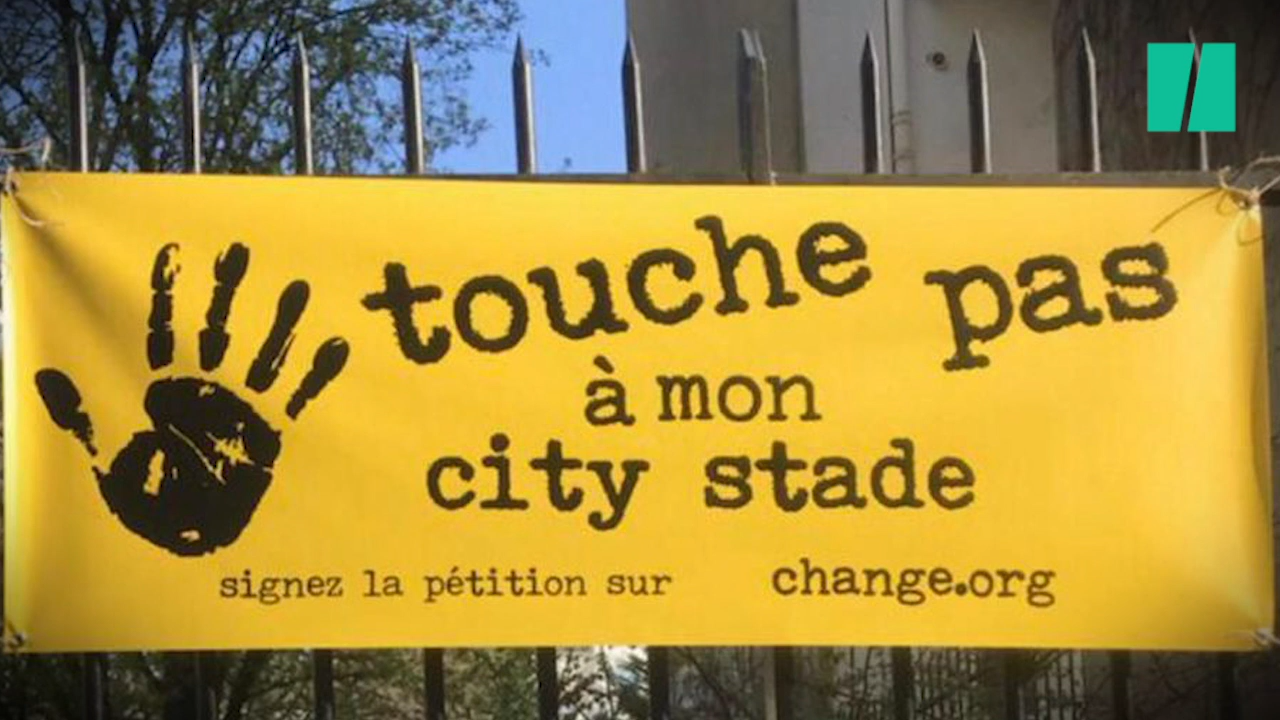 touche pas
à mon
city stade
signez la pétition sur change.org